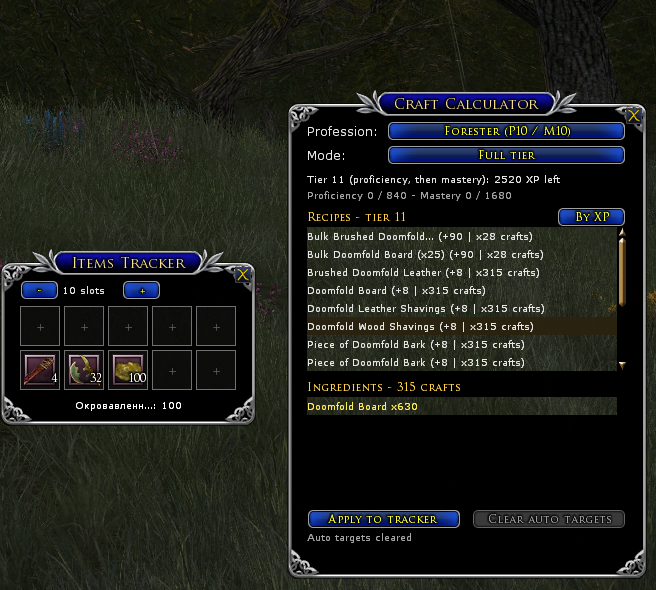 Craft Calculator
Profession:
Forester (P10 / M10)
Mode:
Full tier
Tier 11 (proficiency, then mastery): 2520 XP left
Proficiency 0 / 840 - Mastery 0 / 1680
Recipes - tier 11
By XP
Bulk Brushed Doomfold... (+90 | x28 crafts)
Bulk Doomfold Board (x25) (+90 | x28 crafts)
Brushed Doomfold Leather (+8 | x315 crafts)
Doomfold Board (+8 | x315 crafts)
Doomfold Leather Shavings (+8 | x315 crafts)
Doomfold Wood Shavings (+8 | x315 crafts)
Piece of Doomfold Bark (+8 | x315 crafts)
Piece of Doomfold Bark (+8 | x315 crafts)
Ingredients - 315 crafts
Doomfold Board x630
Apply to tracker
Clear auto targets
Auto targets cleared
Items Tracker
-
10 slots
+
+ + + + +
4 32 100 + +
Окровавленн...: 100